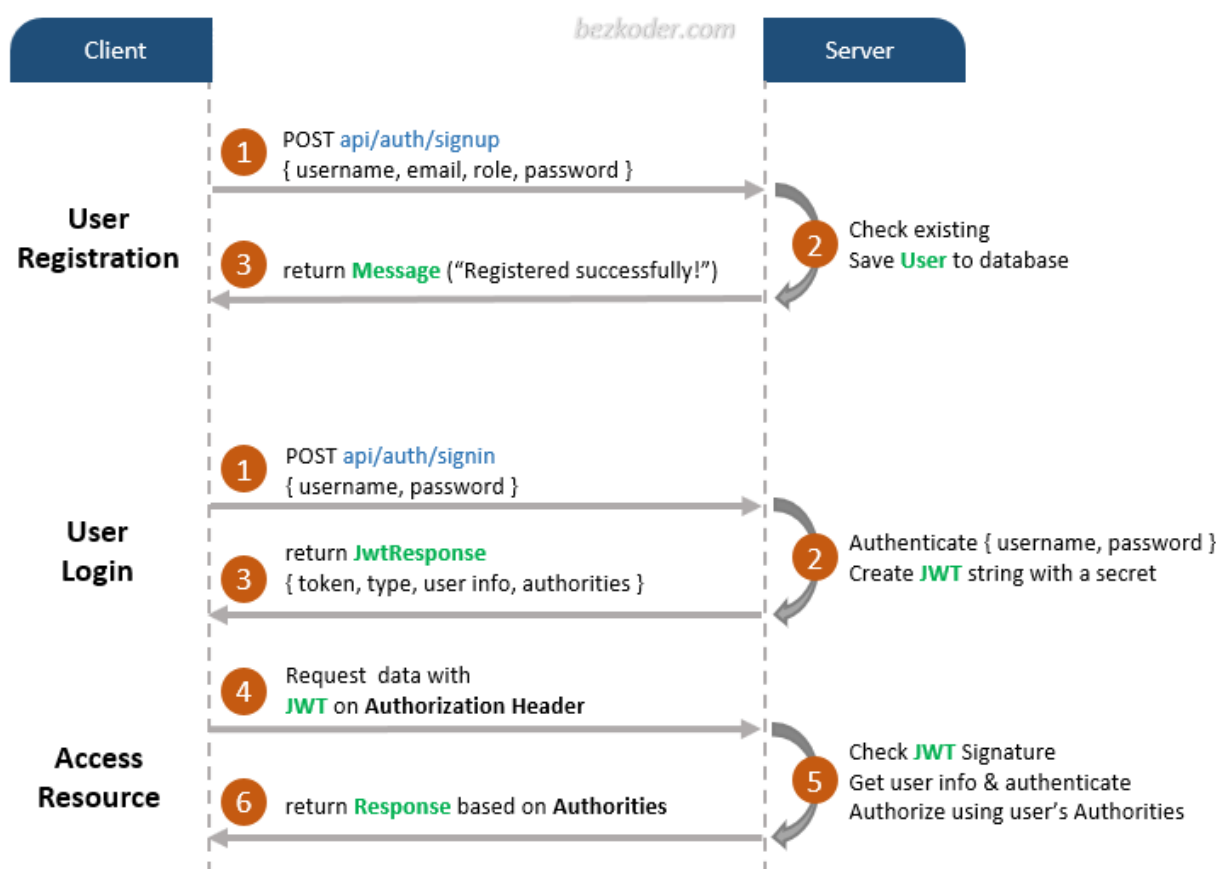 bezkoder.com
Client
Server
1
POST api/auth/signup
{ username, email, role, password }
User
Registration
2
Check existing
Save User to database
3
return Message (“Registered successfully!”)
1
POST api/auth/signin
{ username, password }
User
Login
2
Authenticate { username, password }
Create JWT string with a secret
3
return JwtResponse
{ token, type, user info, authorities }
4
Request  data with
JWT on Authorization Header
Access
Resource
5
Check JWT Signature
Get user info & authenticate
Authorize using user’s Authorities
6
return Response based on Authorities